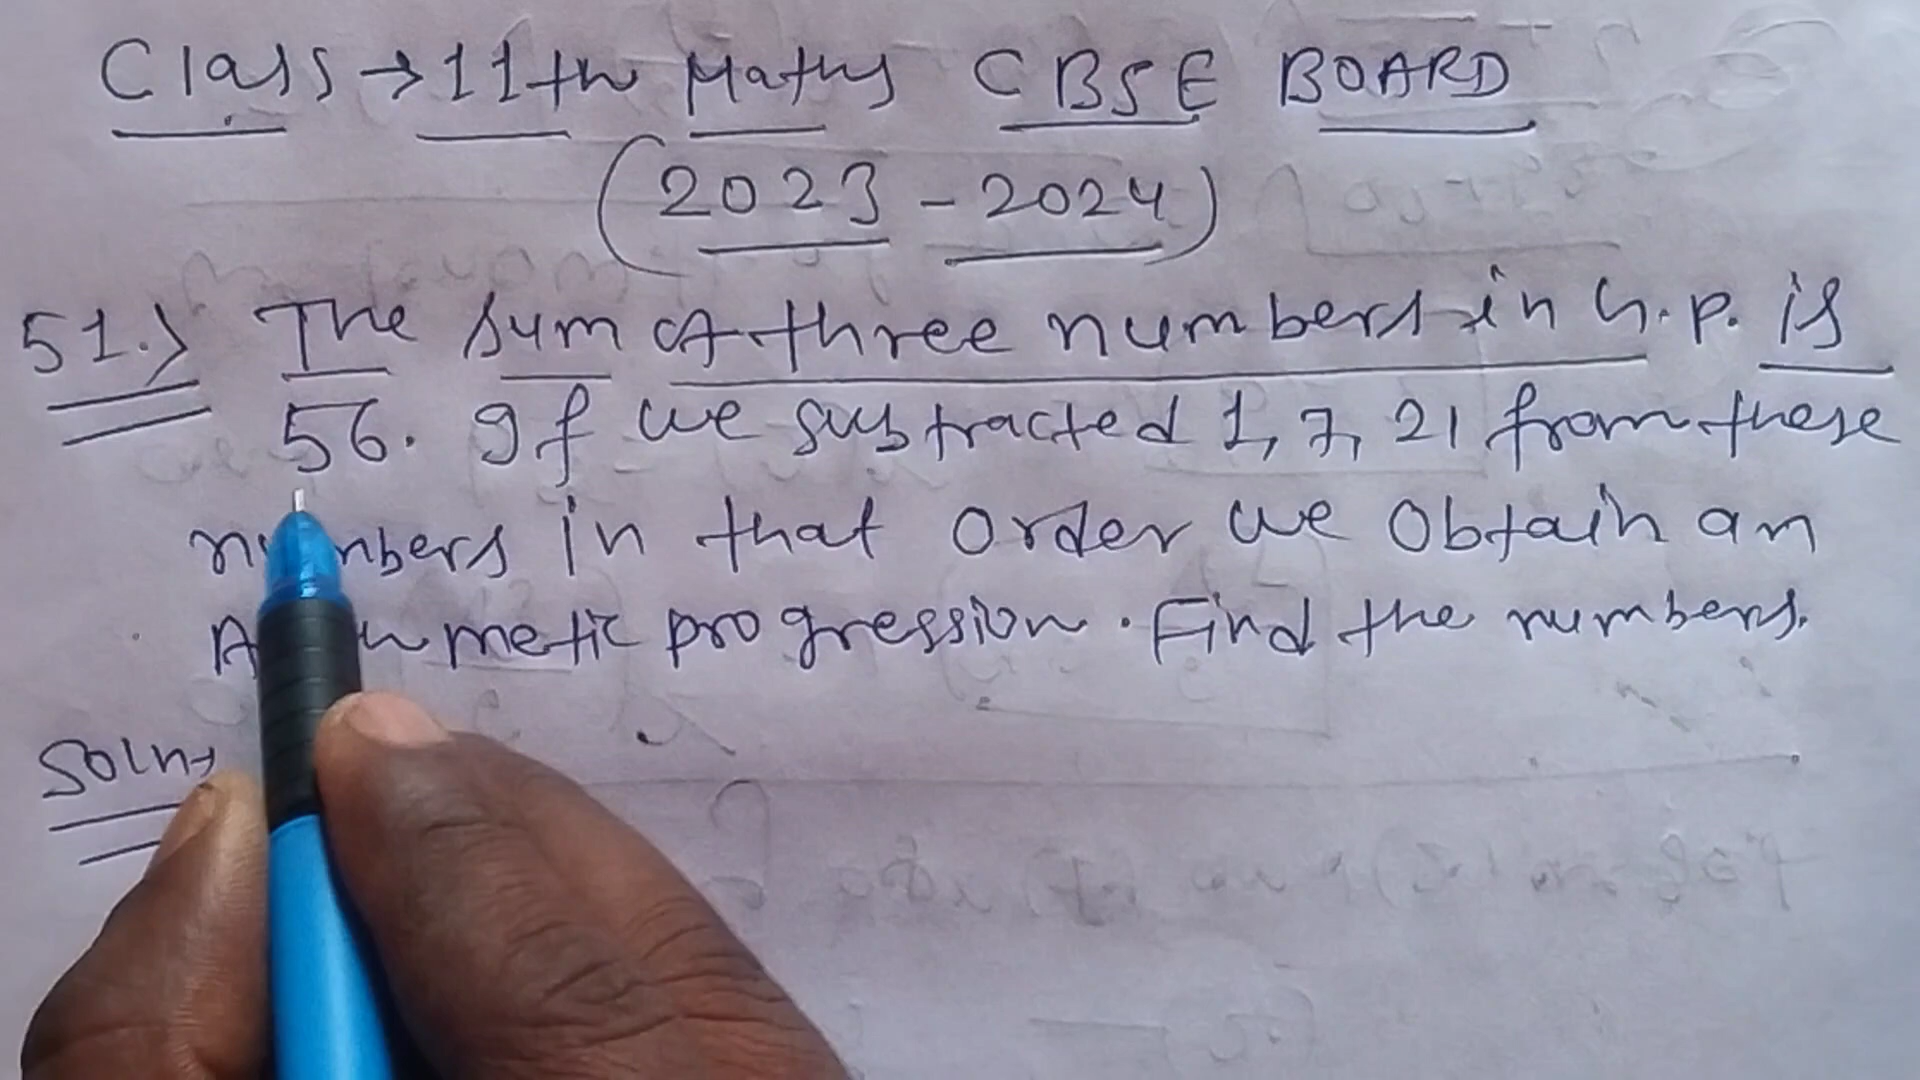 Class → 11th Maths CBSE BOARD
(2023 - 2024)
51.) The sum of three numbers in G.P. is
56. If we subtracted 1, 7, 21 from these
numbers in that order we obtain an
Arithmetic progression. Find the numbers.
Soln→